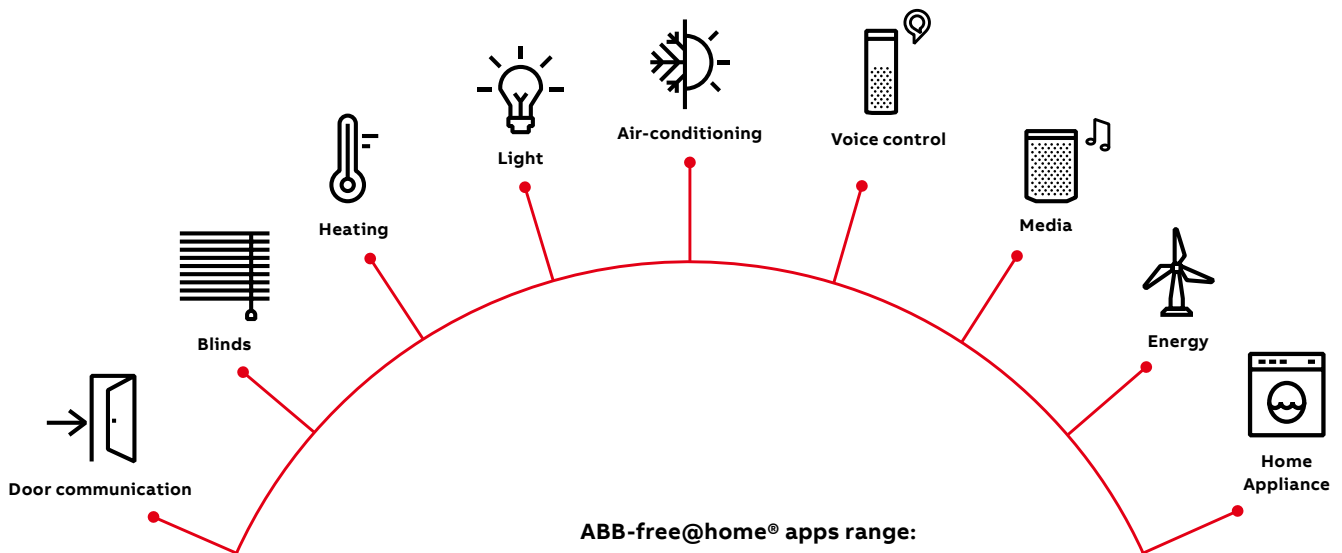 Door communication
Blinds
Heating
Light
Air-conditioning
Voice control
Media
Energy
Home
Appliance
ABB-free@home® apps range: